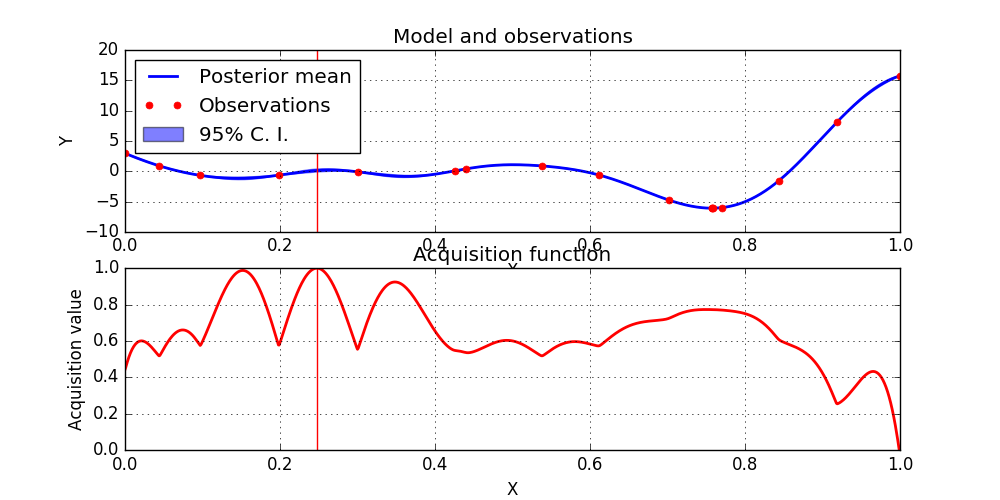 Model and observations
20
15
10
5
0
−5
−10
Y
Posterior mean
Observations
95% C. I.
0.0 0.2 0.4 0.6 0.8 1.0
X
Acquisition function
1.0
0.8
0.6
0.4
0.2
0.0
Acquisition value
0.0 0.2 0.4 0.6 0.8 1.0
X